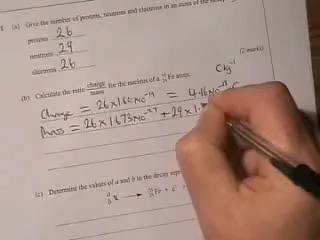 (a) Give the number of protons, neutrons and electrons in an atom of the
protons 26
neutrons 29
electrons 26
(2 marks)
(b) Calculate the ratio charge/mass for the nucleus of a Fe atom.
Ckg⁻¹
Charge = 26×1.60×10⁻¹⁹ = 4.16×10⁻¹⁸ C
Mass = 26×1.673×10⁻²⁷ + 29×1.
(c) Determine the values of a and b in the decay
a b X → Fe + e⁺